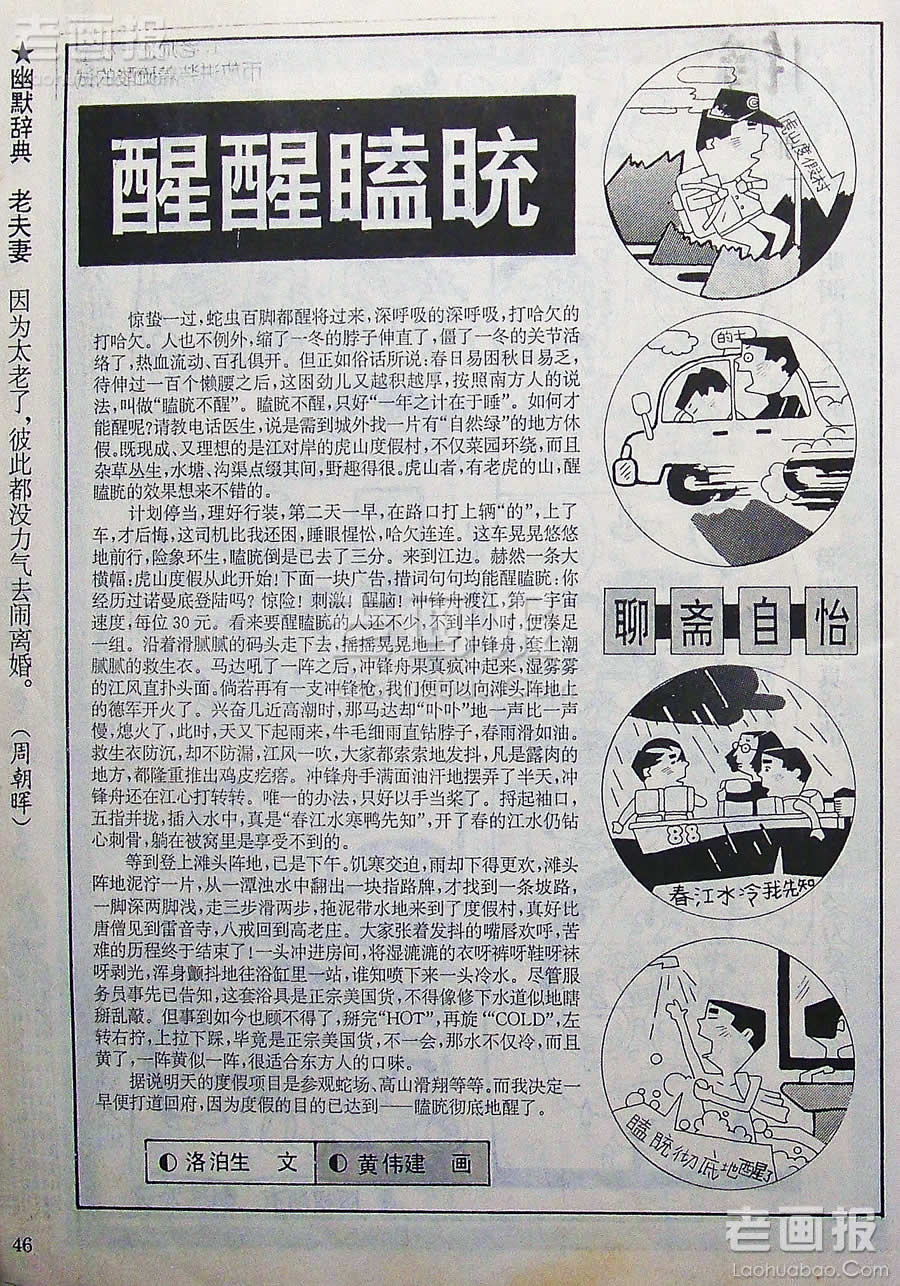 老画报
★幽默辞典 老夫妻 因为太老了,彼此都没力气去闹离婚。 (周朝晖)
醒醒瞌眈
惊蛰一过,蛇虫百脚都醒将过来,深呼吸的深呼吸,打哈欠的
打哈欠。人也不例外,缩了一冬的脖子伸直了,僵了一冬的关节活
络了,热血流动、百孔俱开。但正如俗话所说:春日易困秋日易乏,
待伸过一百个懒腰之后,这困劲儿又越积越厚,按照南方人的说
法,叫做“瞌眈不醒”。瞌眈不醒,只好“一年之计在于睡”。如何才
能醒呢?请教电话医生,说是需到城外找一片有“自然绿”的地方休
假。既现成、又理想的是江对岸的虎山度假村,不仅菜园环绕,而且
杂草丛生,水塘、沟渠点缀其间,野趣得很。虎山者,有老虎的山,醒
瞌眈的效果想来不错的。
计划停当,理好行装,第二天一早,在路口打上辆“的”,上了
车,才后悔,这司机比我还困,睡眼惺忪,哈欠连连。这车晃晃悠悠
地前行,险象环生,瞌眈倒是已去了三分。来到江边。赫然一条大
横幅:虎山度假从此开始!下面一块广告,措词句句均能醒瞌眈:你
经历过诺曼底登陆吗?惊险!刺激!醒脑!冲锋舟渡江,第一宇宙
速度,每位30元。看来要醒瞌眈的人还不少,不到半小时,便凑足
一组。沿着滑腻腻的码头走下去,摇摇晃晃地上了冲锋舟,套上潮
腻腻的救生衣。马达吼了一阵之后,冲锋舟果真疯冲起来,湿雾雾
的江风直扑头面。倘若再有一支冲锋枪,我们便可以向滩头阵地上
的德军开火了。兴奋几近高潮时,那马达却“卟卟”地一声比一声
慢,熄火了,此时,天又下起雨来,牛毛细雨直钻脖子,春雨滑如油。
救生衣防沉,却不防漏,江风一吹,大家都索索地发抖,凡是露肉的
地方,都隆重推出鸡皮疙瘩。冲锋舟手满面油汗地摆弄了半天,冲
锋舟还在江心打转转。唯一的办法,只好以手当桨了。捋起袖口,
五指并拢,插入水中,真是“春江水寒鸭先知”,开了春的江水仍钻
心刺骨,躺在被窝里是享受不到的。
等到登上滩头阵地,已是下午。饥寒交迫,雨却下得更欢,滩头
阵地泥泞一片,从一潭浊水中翻出一块指路牌,才找到一条坡路,
一脚深两脚浅,走三步滑两步,拖泥带水地来到了度假村,真好比
唐僧见到雷音寺,八戒回到高老庄。大家张着发抖的嘴唇欢呼,苦
难的历程终于结束了!一头冲进房间,将湿漉漉的衣呀裤呀鞋呀袜
呀剥光,浑身颤抖地往浴缸里一站,谁知喷下来一头冷水。尽管服
务员事先已告知,这套浴具是正宗美国货,不得像修下水道似地瞎
掰乱敲。但事到如今也顾不得了,掰完“HOT”,再旋“COLD”,左
转右拧,上拉下踩,毕竟是正宗美国货,不一会,那水不仅冷,而且
黄了,一阵黄似一阵,很适合东方人的口味。
据说明天的度假项目是参观蛇场、高山滑翔等等。而我决定一
早便打道回府,因为度假的目的已达到——瞌眈彻底地醒了。
洛泊生 文
黄伟建 画
虎山度假村
的士
聊斋自怡
88
春江水冷我先知
瞌眈彻底地醒了
46
老画报
Laohuabao.Com